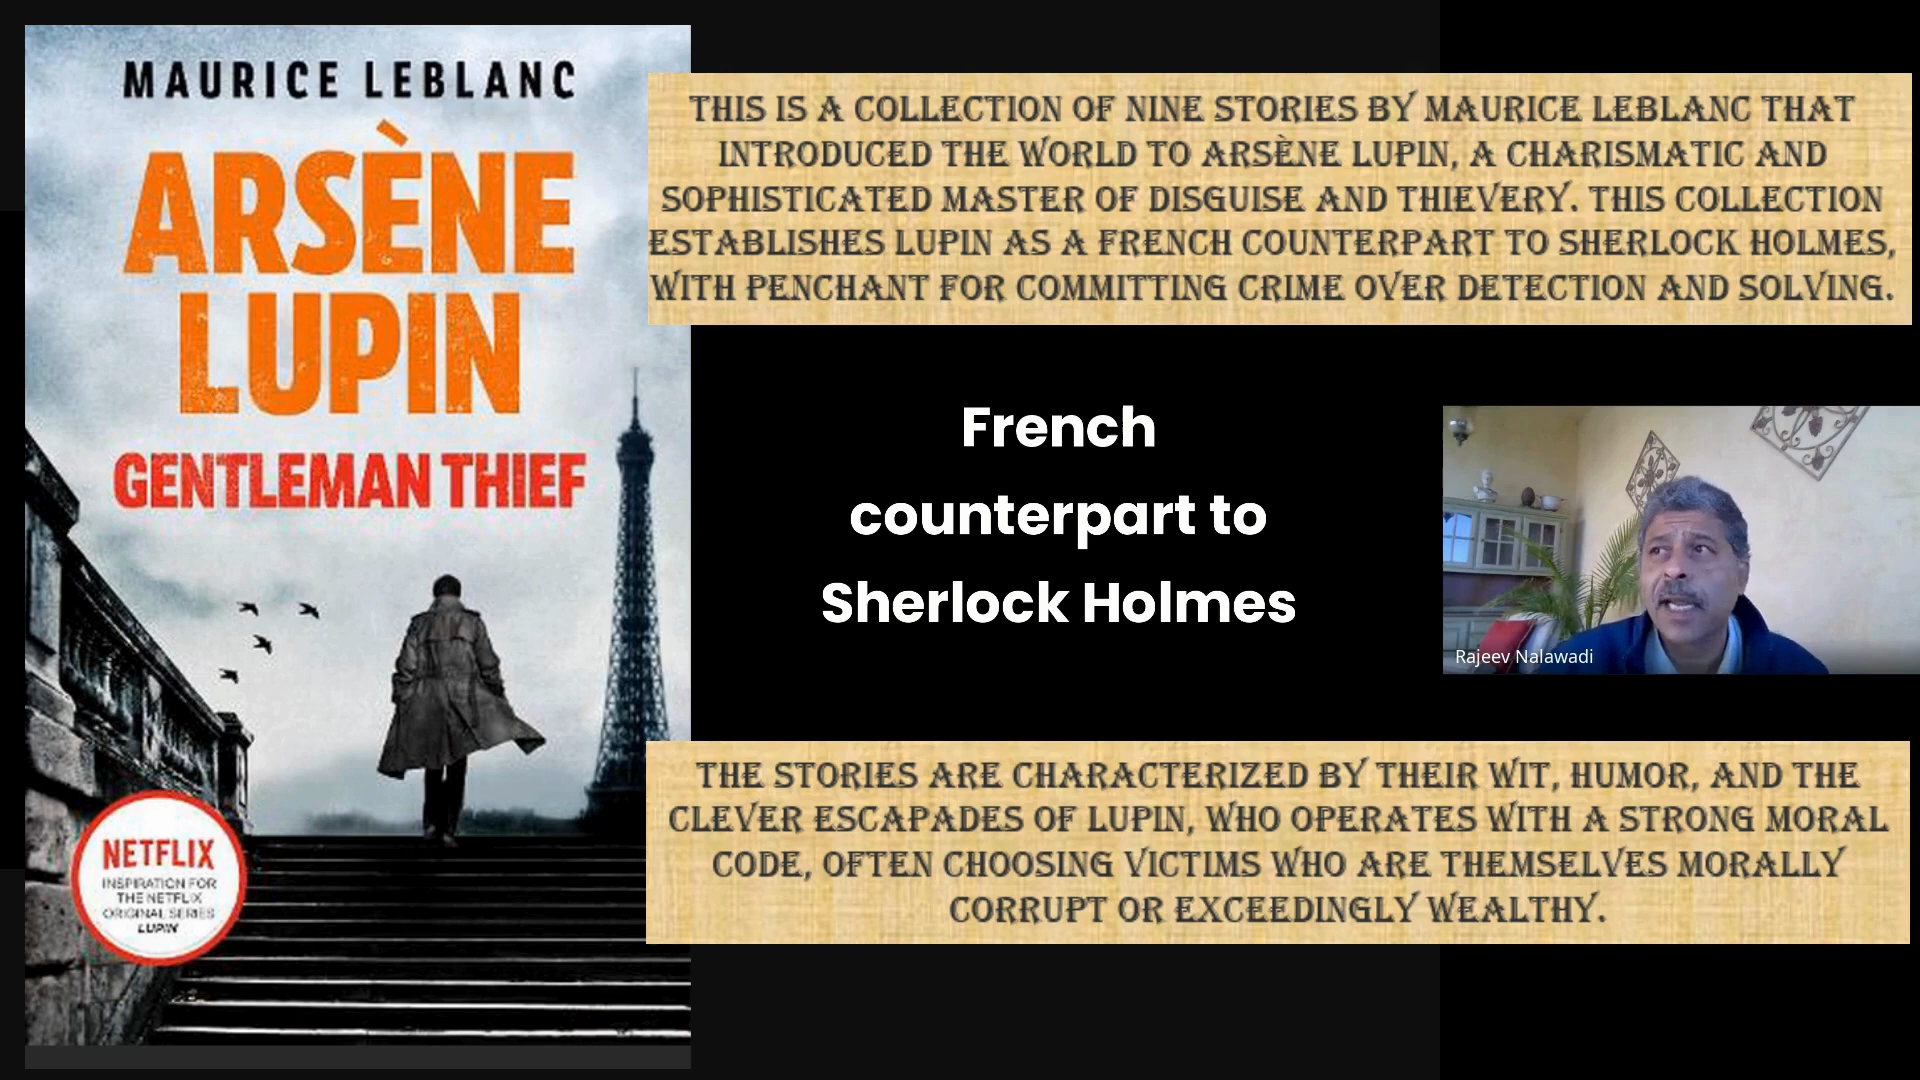 MAURICE LEBLANC
ARSÈNE
LUPIN
GENTLEMAN THIEF
NETFLIX
INSPIRATION FOR
THE NETFLIX
ORIGINAL SERIES
LUPIN
THIS IS A COLLECTION OF NINE STORIES BY MAURICE LEBLANC THAT
INTRODUCED THE WORLD TO ARSÈNE LUPIN, A CHARISMATIC AND
SOPHISTICATED MASTER OF DISGUISE AND THIEVERY. THIS COLLECTION
ESTABLISHES LUPIN AS A FRENCH COUNTERPART TO SHERLOCK HOLMES,
WITH PENCHANT FOR COMMITTING CRIME OVER DETECTION AND SOLVING.
French
counterpart to
Sherlock Holmes
Rajeev Nalawadi
THE STORIES ARE CHARACTERIZED BY THEIR WIT, HUMOR, AND THE
CLEVER ESCAPADES OF LUPIN, WHO OPERATES WITH A STRONG MORAL
CODE, OFTEN CHOOSING VICTIMS WHO ARE THEMSELVES MORALLY
CORRUPT OR EXCEEDINGLY WEALTHY.